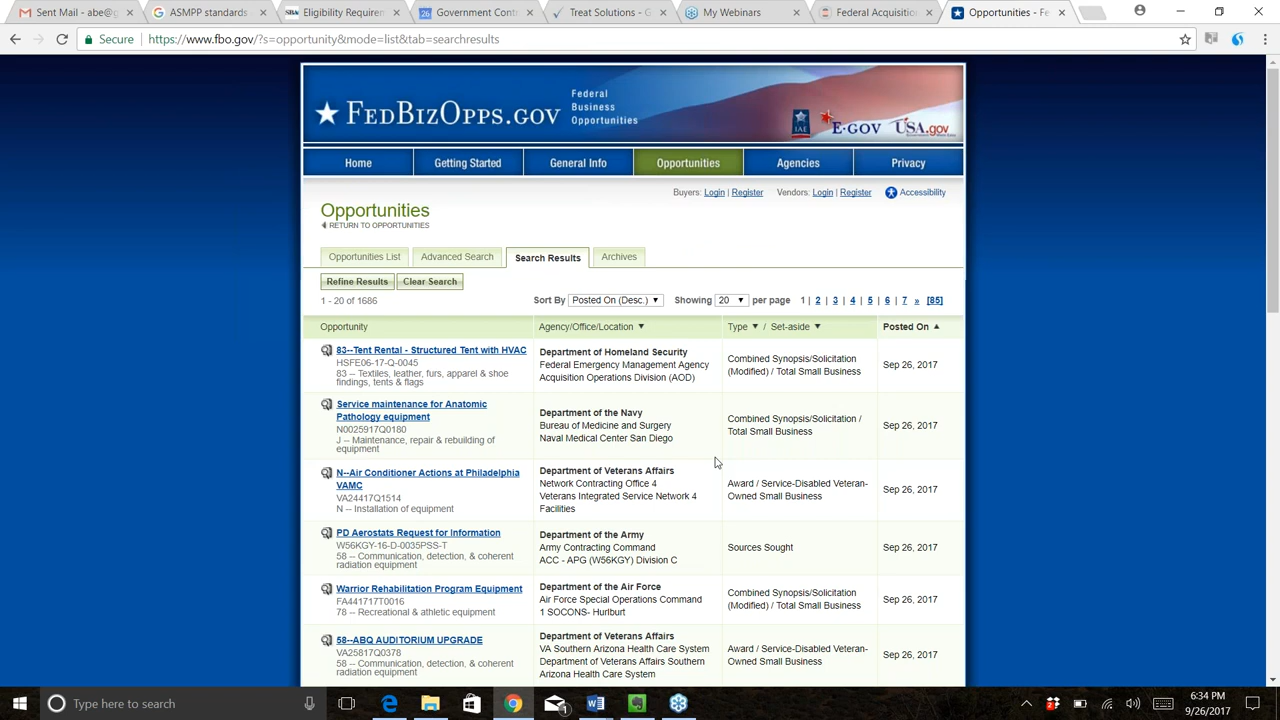 Sent Mail - abe@g
ASMPP standards
Eligibility Requirem
Government Cont
Treat Solutions - Go
My Webinars
Federal Acquisition
Opportunities - Fe
Secure
https://www.fbo.gov/?s=opportunity&mode=list&tab=searchresults
FedBizOpps.gov
Federal
Business
Opportunities
IAE
E-GOV
USA.gov
Home
Getting Started
General Info
Opportunities
Agencies
Privacy
Buyers: Login | Register
Vendors: Login | Register
Accessibility
Opportunities
RETURN TO OPPORTUNITIES
Opportunities List
Advanced Search
Search Results
Archives
Refine Results
Clear Search
1 - 20 of 1686
Sort By Posted On (Desc.)
Showing 20 per page
1 | 2 | 3 | 4 | 5 | 6 | 7 » [85]
Opportunity
Agency/Office/Location
Type / Set-aside
Posted On
83--Tent Rental - Structured Tent with HVAC
HSFE06-17-Q-0045
83 -- Textiles, leather, furs, apparel & shoe
findings, tents & flags
Department of Homeland Security
Federal Emergency Management Agency
Acquisition Operations Division (AOD)
Combined Synopsis/Solicitation
(Modified) / Total Small Business
Sep 26, 2017
Service maintenance for Anatomic
Pathology equipment
N0025917Q0180
J -- Maintenance, repair & rebuilding of
equipment
Department of the Navy
Bureau of Medicine and Surgery
Naval Medical Center San Diego
Combined Synopsis/Solicitation /
Total Small Business
Sep 26, 2017
N--Air Conditioner Actions at Philadelphia
VAMC
VA24417Q1514
N -- Installation of equipment
Department of Veterans Affairs
Network Contracting Office 4
Veterans Integrated Service Network 4
Facilities
Award / Service-Disabled Veteran-
Owned Small Business
Sep 26, 2017
PD Aerostats Request for Information
W56KGY-16-D-0035PSS-T
58 -- Communication, detection, & coherent
radiation equipment
Department of the Army
Army Contracting Command
ACC - APG (W56KGY) Division C
Sources Sought
Sep 26, 2017
Warrior Rehabilitation Program Equipment
FA441717T0016
78 -- Recreational & athletic equipment
Department of the Air Force
Air Force Special Operations Command
1 SOCONS- Hurlburt
Combined Synopsis/Solicitation
(Modified) / Total Small Business
Sep 26, 2017
58--ABQ AUDITORIUM UPGRADE
VA25817Q0378
58 -- Communication, detection, & coherent
radiation equipment
Department of Veterans Affairs
VA Southern Arizona Health Care System
Department of Veterans Affairs Southern
Arizona Health Care System
Award / Service-Disabled Veteran-
Owned Small Business
Sep 26, 2017
Type here to search
6:34 PM
9/26/2017